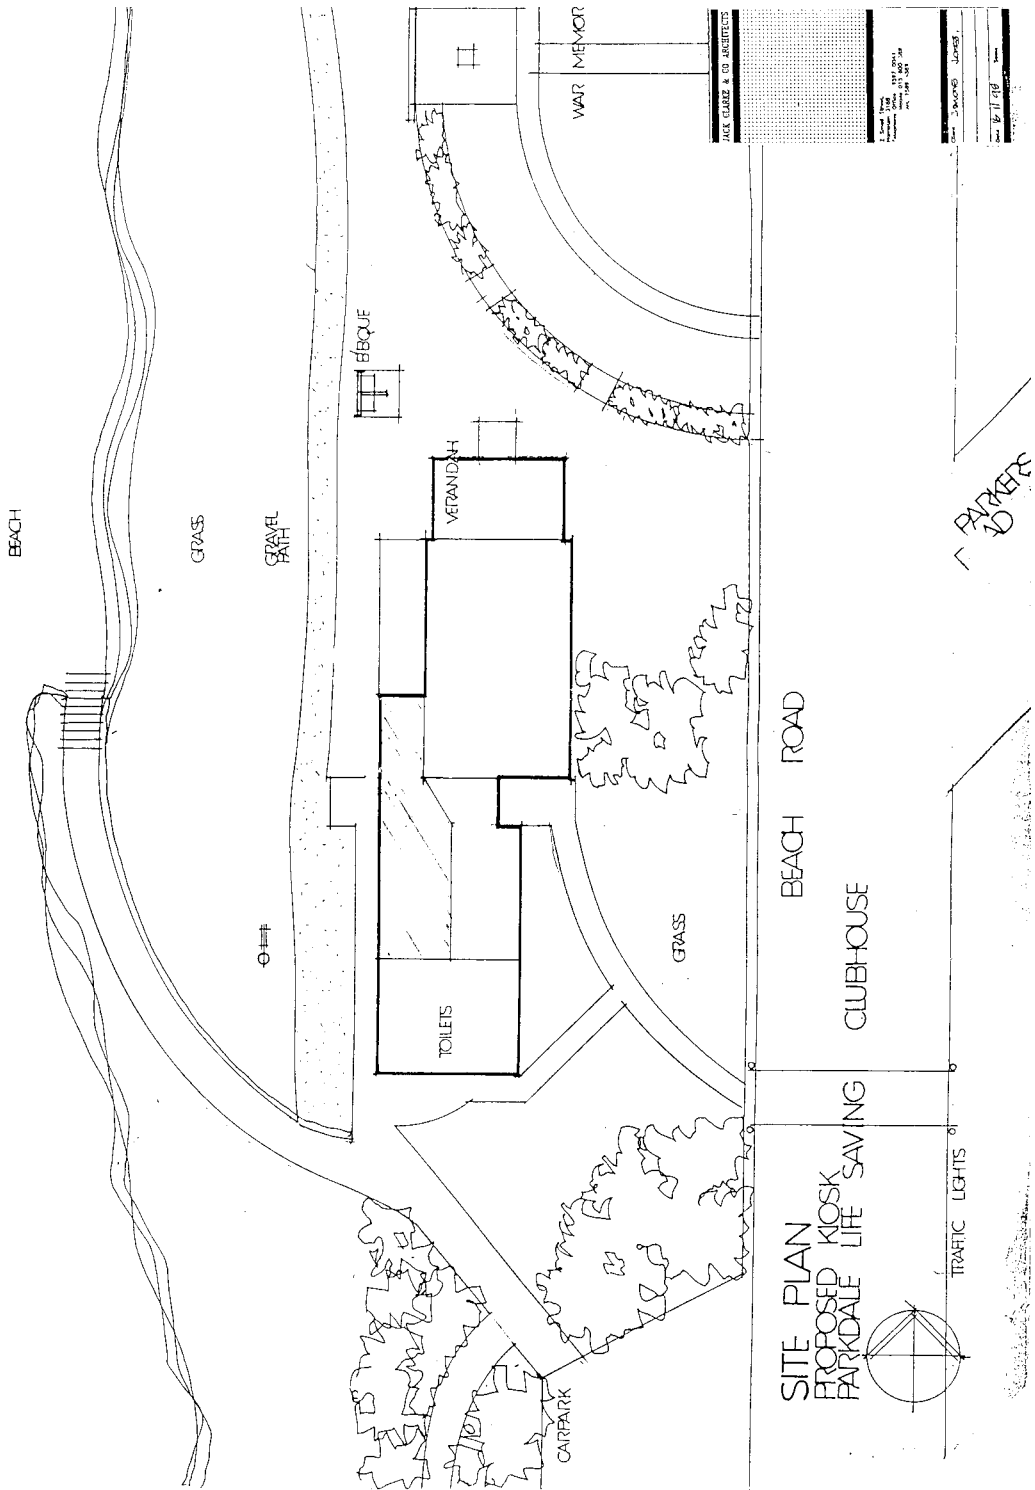 BEACH
GRASS
GRAVEL
PATH
B'BQUE
WAR MEMOR
VERANDAH
TOILETS
GRASS
CARPARK
BEACH ROAD
PARKERS
TRAFFIC LIGHTS
SITE PLAN
PROPOSED KIOSK
PARKDALE LIFE SAVING CLUBHOUSE
JACK CLARKE & CO ARCHITECTS